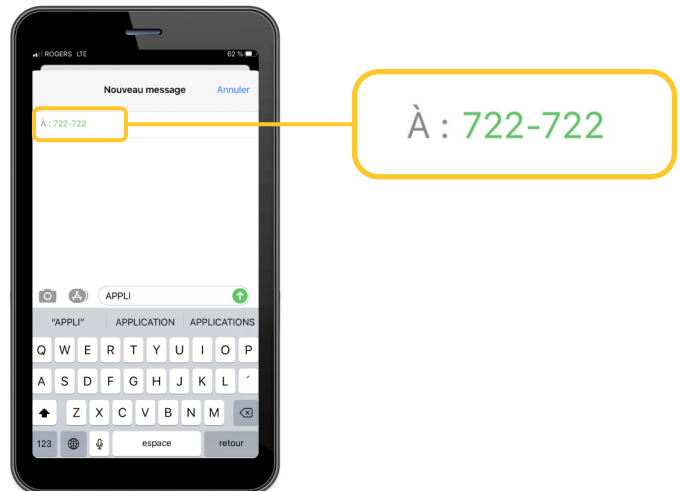 ROGERS LTE 62 %
Nouveau message Annuler
À : 722-722
À : 722-722
APPLI
“APPLI” APPLICATION APPLICATIONS
Q W E R T Y U I O P
A S D F G H J K L ´
Z X C V B N M
123 espace retour